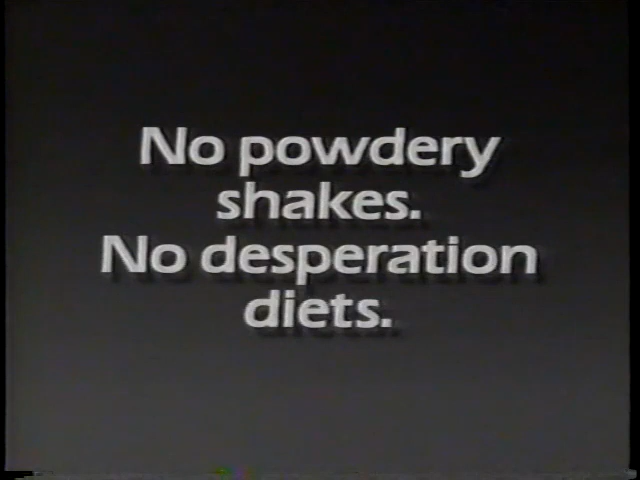 No powdery
shakes.
No desperation
diets.